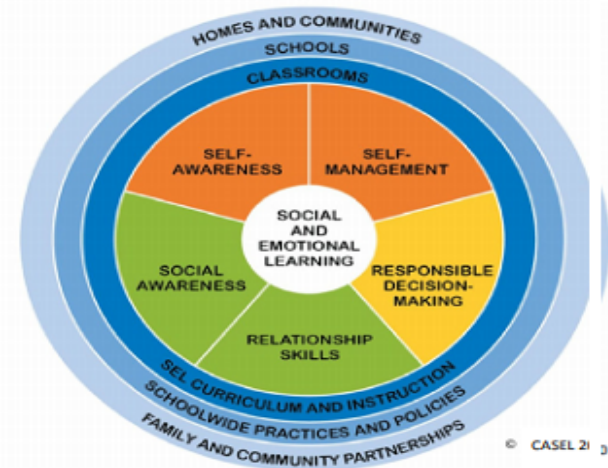 HOMES AND COMMUNITIES
SCHOOLS
CLASSROOMS
SELF-
AWARENESS
SELF-
MANAGEMENT
SOCIAL
AND
EMOTIONAL
LEARNING
SOCIAL
AWARENESS
RESPONSIBLE
DECISION-
MAKING
RELATIONSHIP
SKILLS
SEL CURRICULUM AND INSTRUCTION
SCHOOLWIDE PRACTICES AND POLICIES
FAMILY AND COMMUNITY PARTNERSHIPS
© CASEL